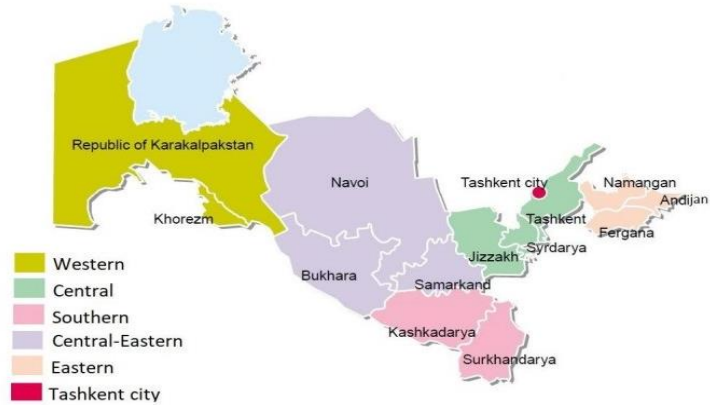 Republic of Karakalpakstan
Khorezm
Navoi
Bukhara
Samarkand
Kashkadarya
Surkhandarya
Jizzakh
Syrdarya
Tashkent
Tashkent city
Namangan
Andijan
Fergana
Western
Central
Southern
Central-Eastern
Eastern
Tashkent city